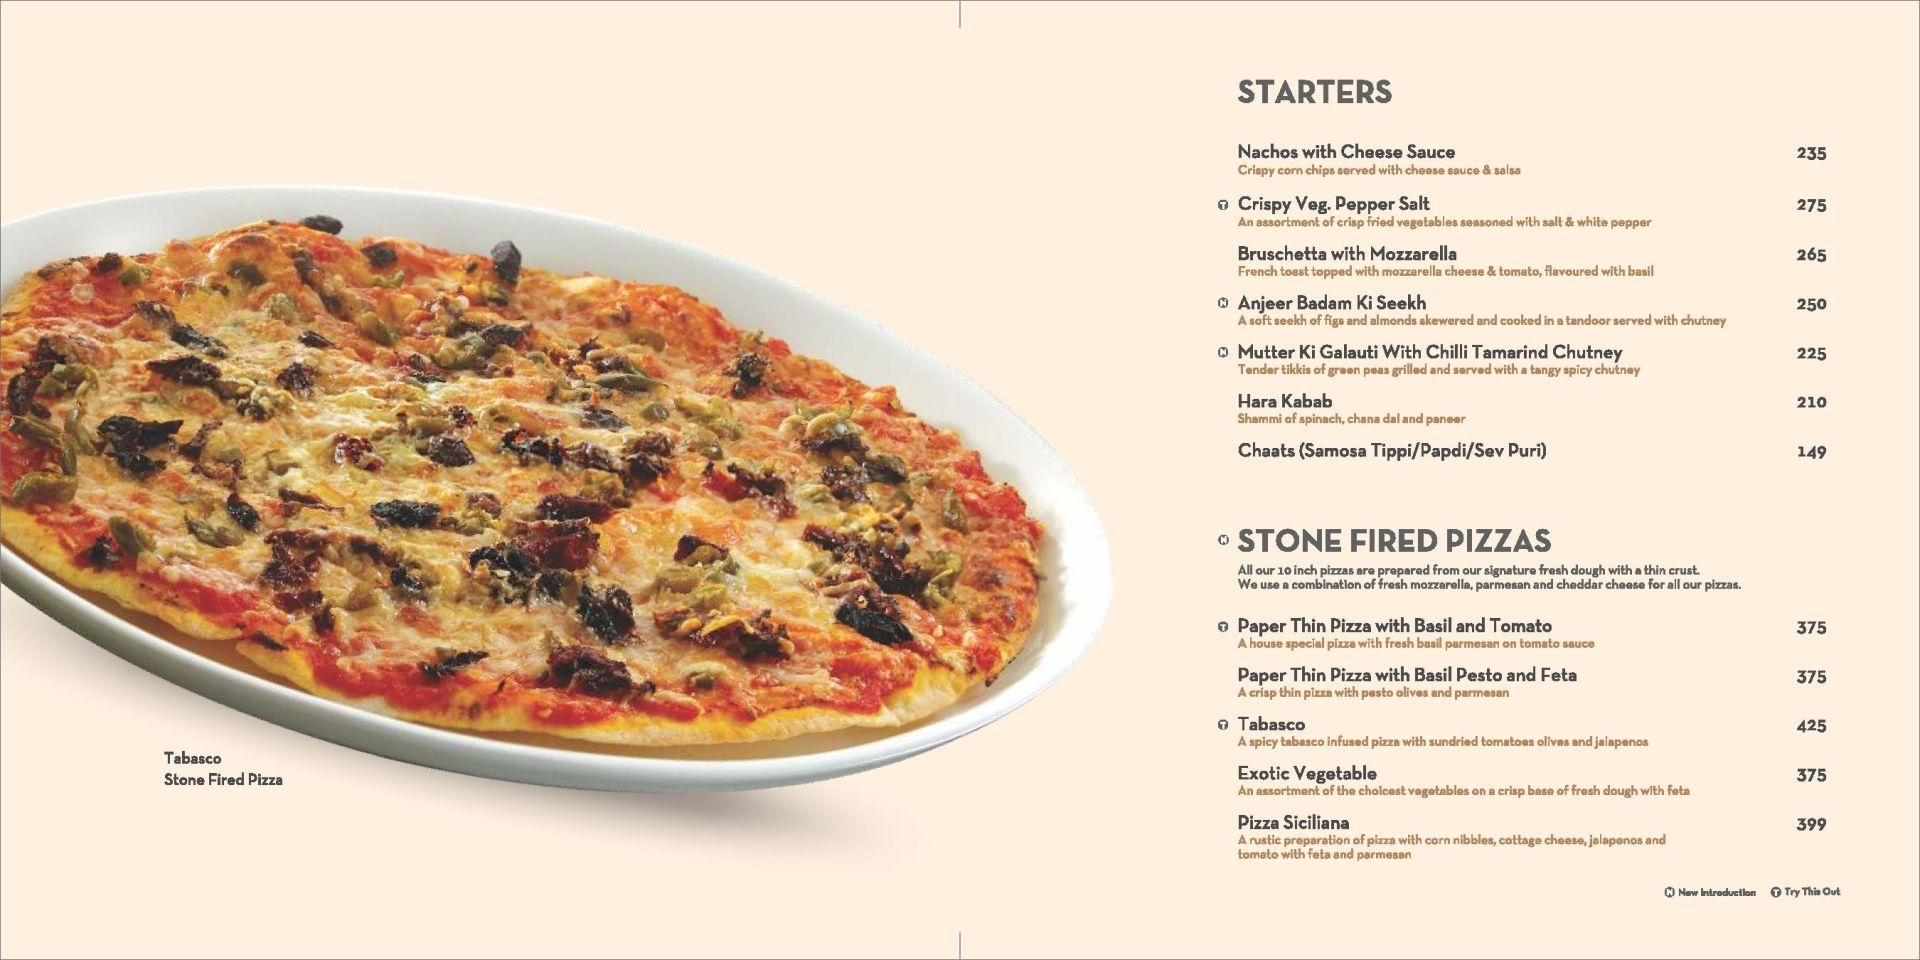 STARTERS
Nachos with Cheese Sauce 235
Crispy corn chips served with cheese sauce & salsa
T Crispy Veg. Pepper Salt 275
An assortment of crisp fried vegetables seasoned with salt & white pepper
Bruschetta with Mozzarella 265
French toast topped with mozzarella cheese & tomato, flavoured with basil
N Anjeer Badam Ki Seekh 250
A soft seekh of figs and almonds skewered and cooked in a tandoor served with chutney
N Mutter Ki Galauti With Chilli Tamarind Chutney 225
Tender tikkis of green peas grilled and served with a tangy spicy chutney
Hara Kabab 210
Shammi of spinach, chana dal and paneer
Chaats (Samosa Tippi/Papdi/Sev Puri) 149
N STONE FIRED PIZZAS
All our 10 inch pizzas are prepared from our signature fresh dough with a thin crust.
We use a combination of fresh mozzarella, parmesan and cheddar cheese for all our pizzas.
T Paper Thin Pizza with Basil and Tomato 375
A house special pizza with fresh basil parmesan on tomato sauce
Paper Thin Pizza with Basil Pesto and Feta 375
A crisp thin pizza with pesto olives and parmesan
T Tabasco 425
A spicy tabasco infused pizza with sundried tomatoes olives and jalapenos
Exotic Vegetable 375
An assortment of the choicest vegetables on a crisp base of fresh dough with feta
Pizza Siciliana 399
A rustic preparation of pizza with corn nibbles, cottage cheese, jalapenos and
tomato with feta and parmesan
N New Introduction T Try This Out
Tabasco
Stone Fired Pizza